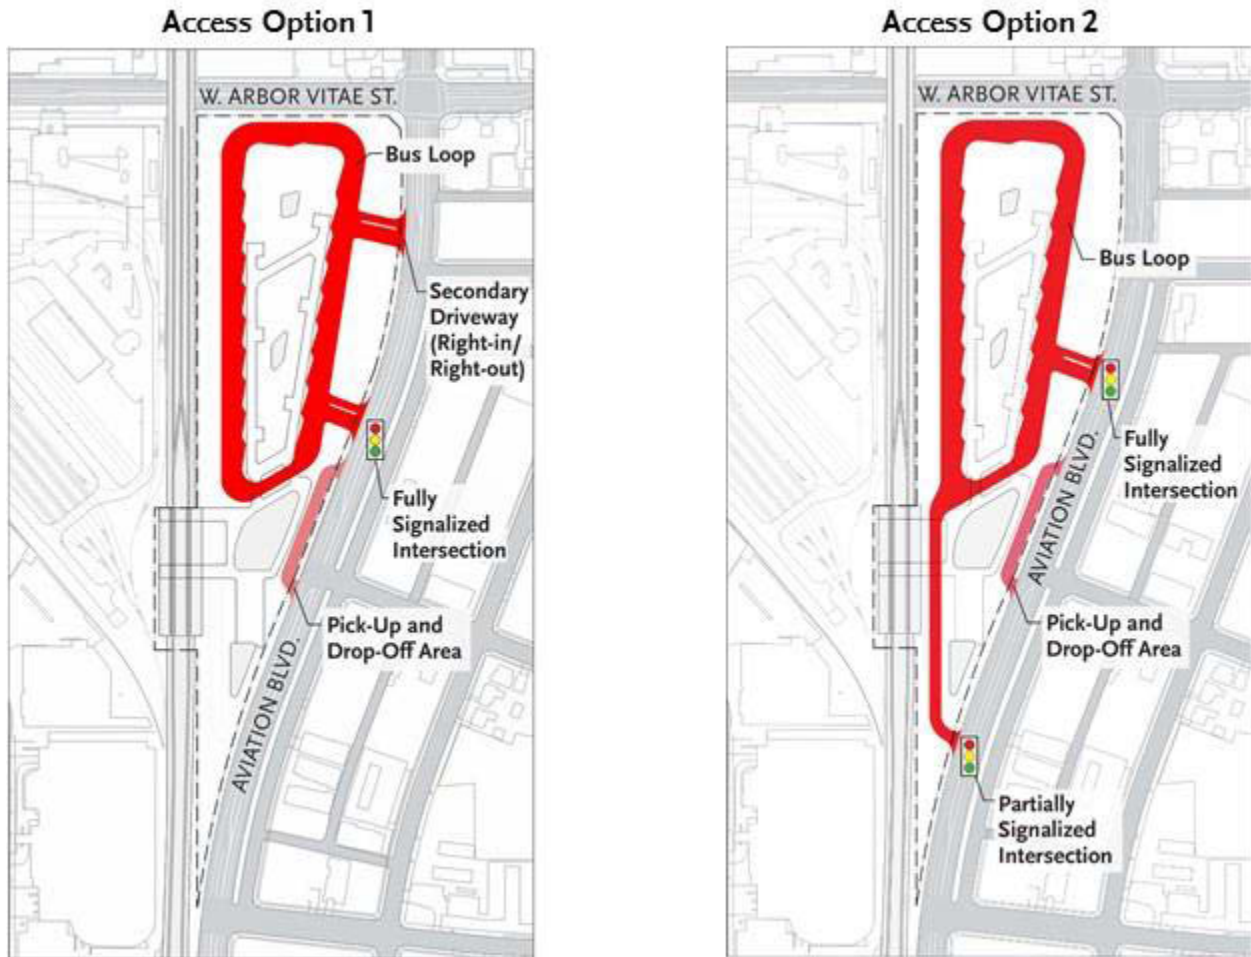 Access Option 1
W. ARBOR VITAE ST.
Bus Loop
Secondary
Driveway
(Right-in/
Right-out)
Fully
Signalized
Intersection
Pick-Up and
Drop-Off Area
AVIATION BLVD.
Access Option 2
W. ARBOR VITAE ST.
Bus Loop
Fully
Signalized
Intersection
AVIATION BLVD.
Pick-Up and
Drop-Off Area
Partially
Signalized
Intersection